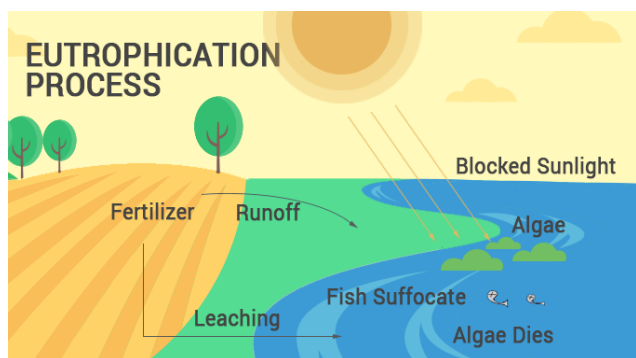 EUTROPHICATION
PROCESS
Blocked Sunlight
Fertilizer
Runoff
Algae
Fish Suffocate
Leaching
Algae Dies